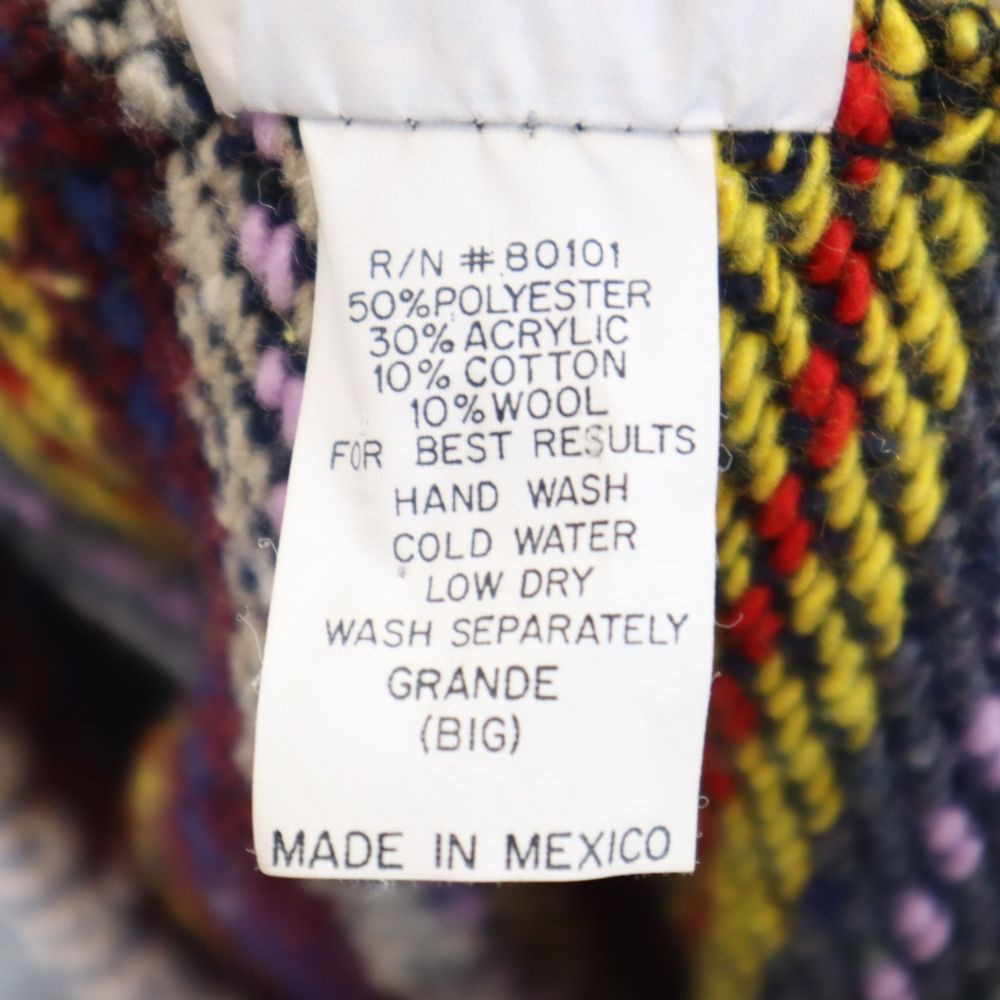 R/N # 80101
50% POLYESTER
30% ACRYLIC
10% COTTON
10% WOOL
FOR BEST RESULTS
HAND WASH
COLD WATER
LOW DRY
WASH SEPARATELY
GRANDE
(BIG)
MADE IN MEXICO